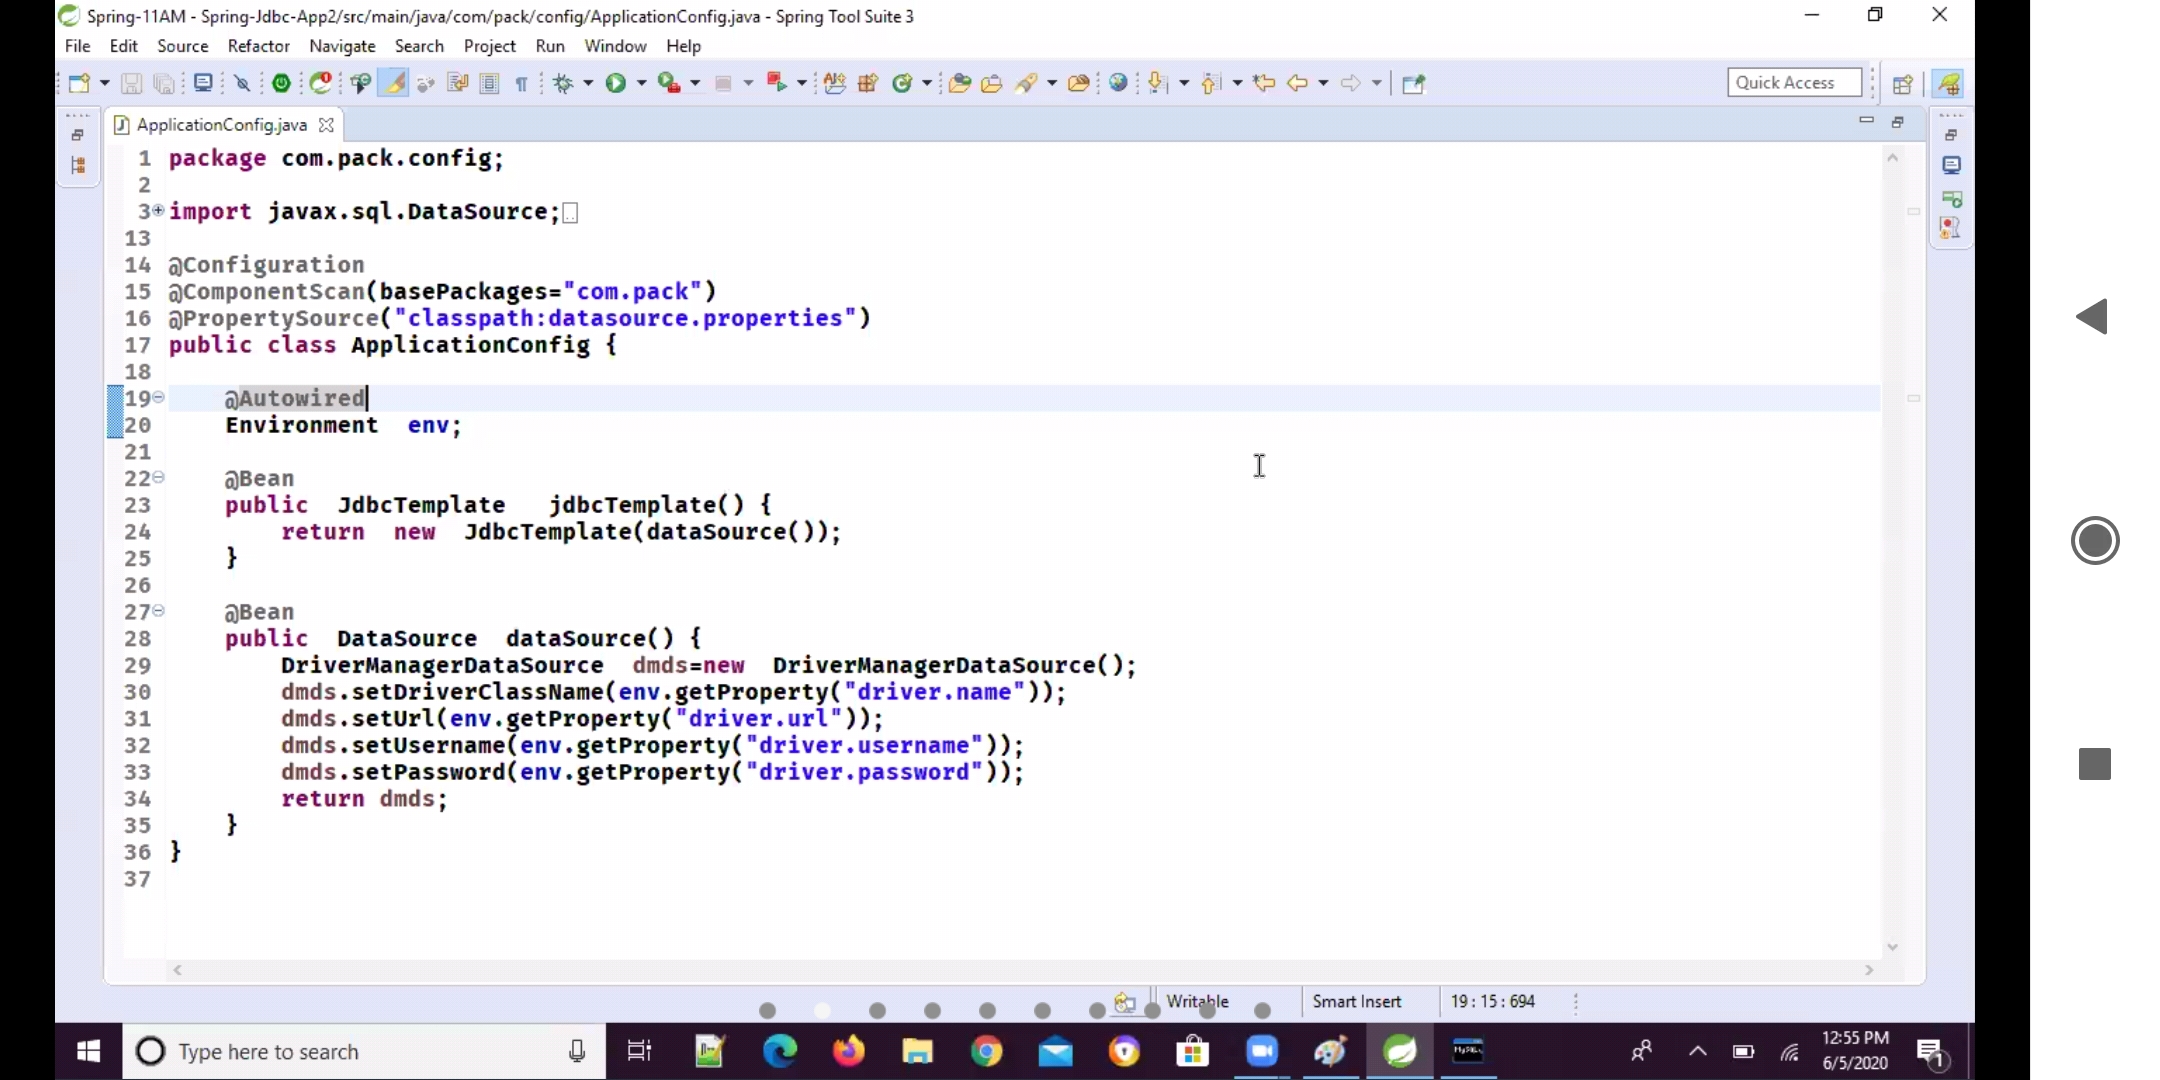 Spring-11AM - Spring-Jdbc-App2/src/main/java/com/pack/config/ApplicationConfig.java - Spring Tool Suite 3
File Edit Source Refactor Navigate Search Project Run Window Help
Quick Access
ApplicationConfig.java
1 package com.pack.config;
2
3 import javax.sql.DataSource;
13
14 @Configuration
15 @ComponentScan(basePackages="com.pack")
16 @PropertySource("classpath:datasource.properties")
17 public class ApplicationConfig {
18
19 @Autowired
20 Environment env;
21
22 @Bean
23 public JdbcTemplate jdbcTemplate() {
24 return new JdbcTemplate(dataSource());
25 }
26
27 @Bean
28 public DataSource dataSource() {
29 DriverManagerDataSource dmds=new DriverManagerDataSource();
30 dmds.setDriverClassName(env.getProperty("driver.name"));
31 dmds.setUrl(env.getProperty("driver.url"));
32 dmds.setUsername(env.getProperty("driver.username"));
33 dmds.setPassword(env.getProperty("driver.password"));
34 return dmds;
35 }
36 }
37
Writable Smart Insert 19 : 15 : 694
Type here to search
12:55 PM
6/5/2020
1